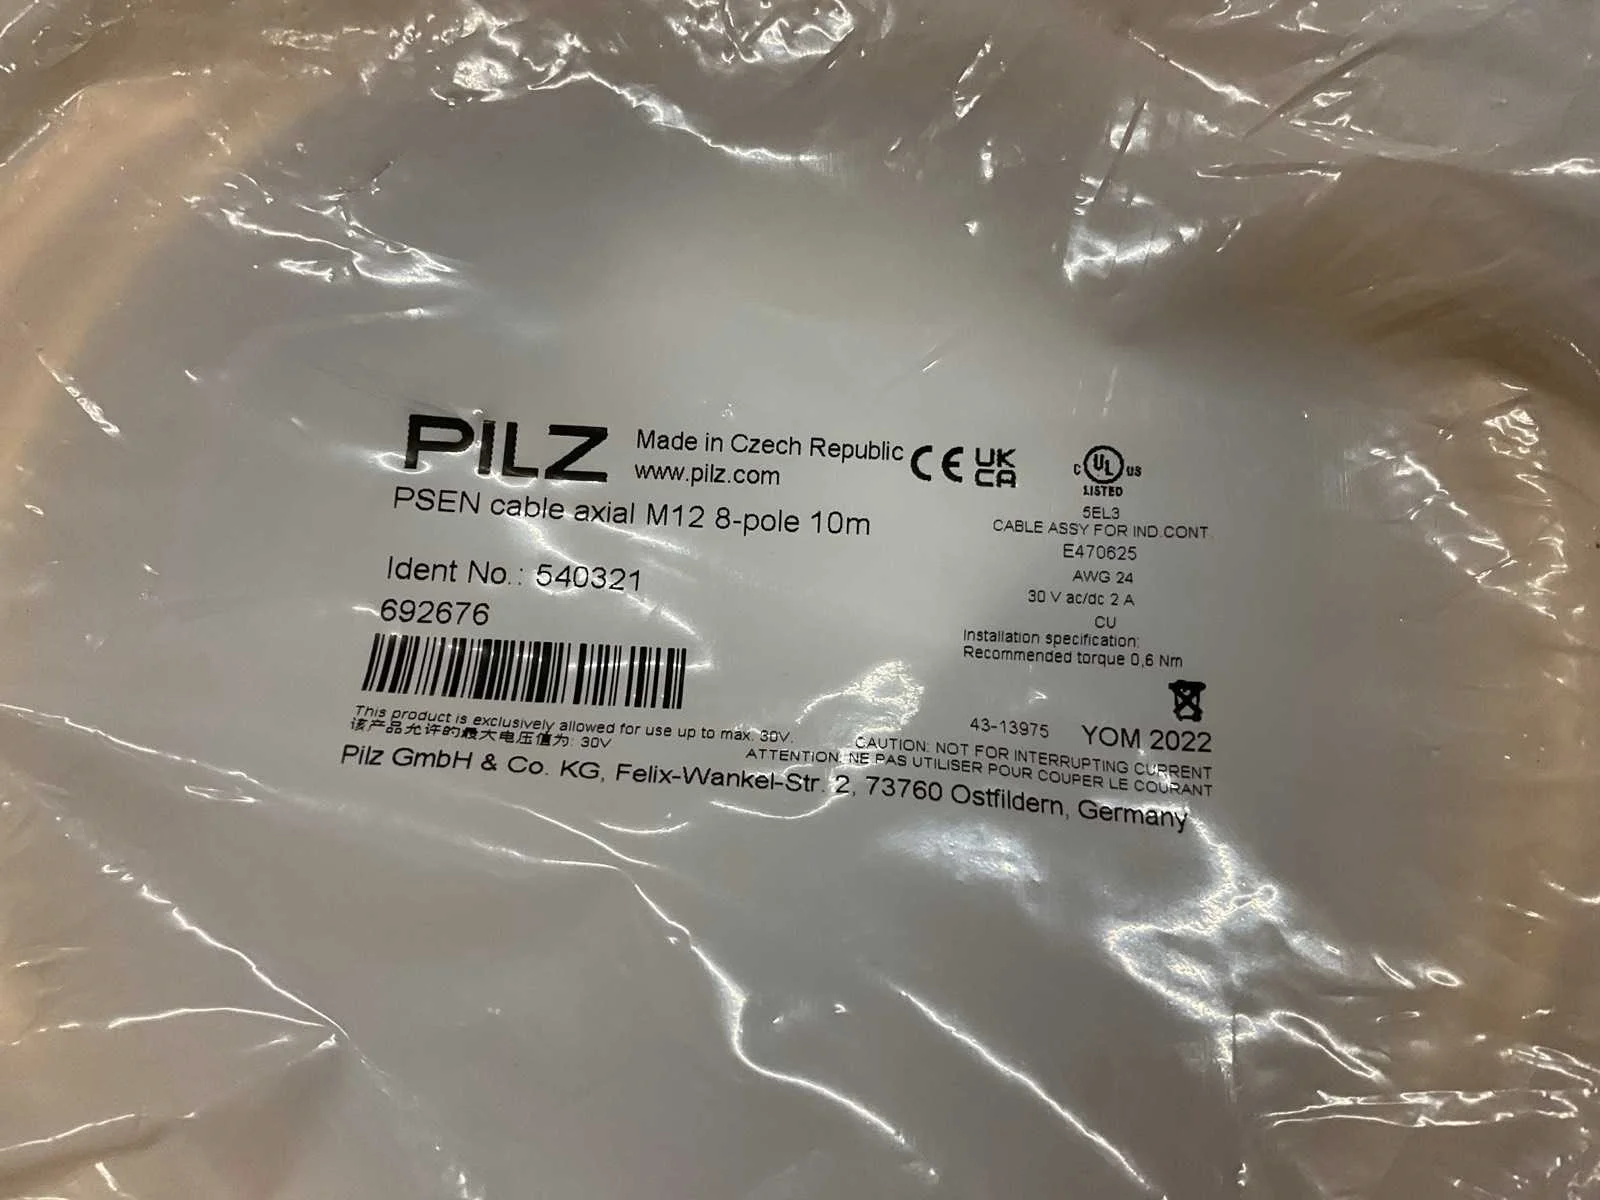 PILZ
Made in Czech Republic
www.pilz.com
CE UK CA
C UL US
LISTED
PSEN cable axial M12 8-pole 10m
5EL3
CABLE ASSY FOR IND.CONT.
E470625
AWG 24
30 V ac/dc 2 A
CU
Installation specification:
Recommended torque 0,6 Nm
Ident No.: 540321
692676
This product is exclusively allowed for use up to max. 30V.
该产品允许的最大电压值为: 30V
43-13975 YOM 2022
CAUTION: NOT FOR INTERRUPTING CURRENT
ATTENTION: NE PAS UTILISER POUR COUPER LE COURANT
Pilz GmbH & Co. KG, Felix-Wankel-Str. 2, 73760 Ostfildern, Germany